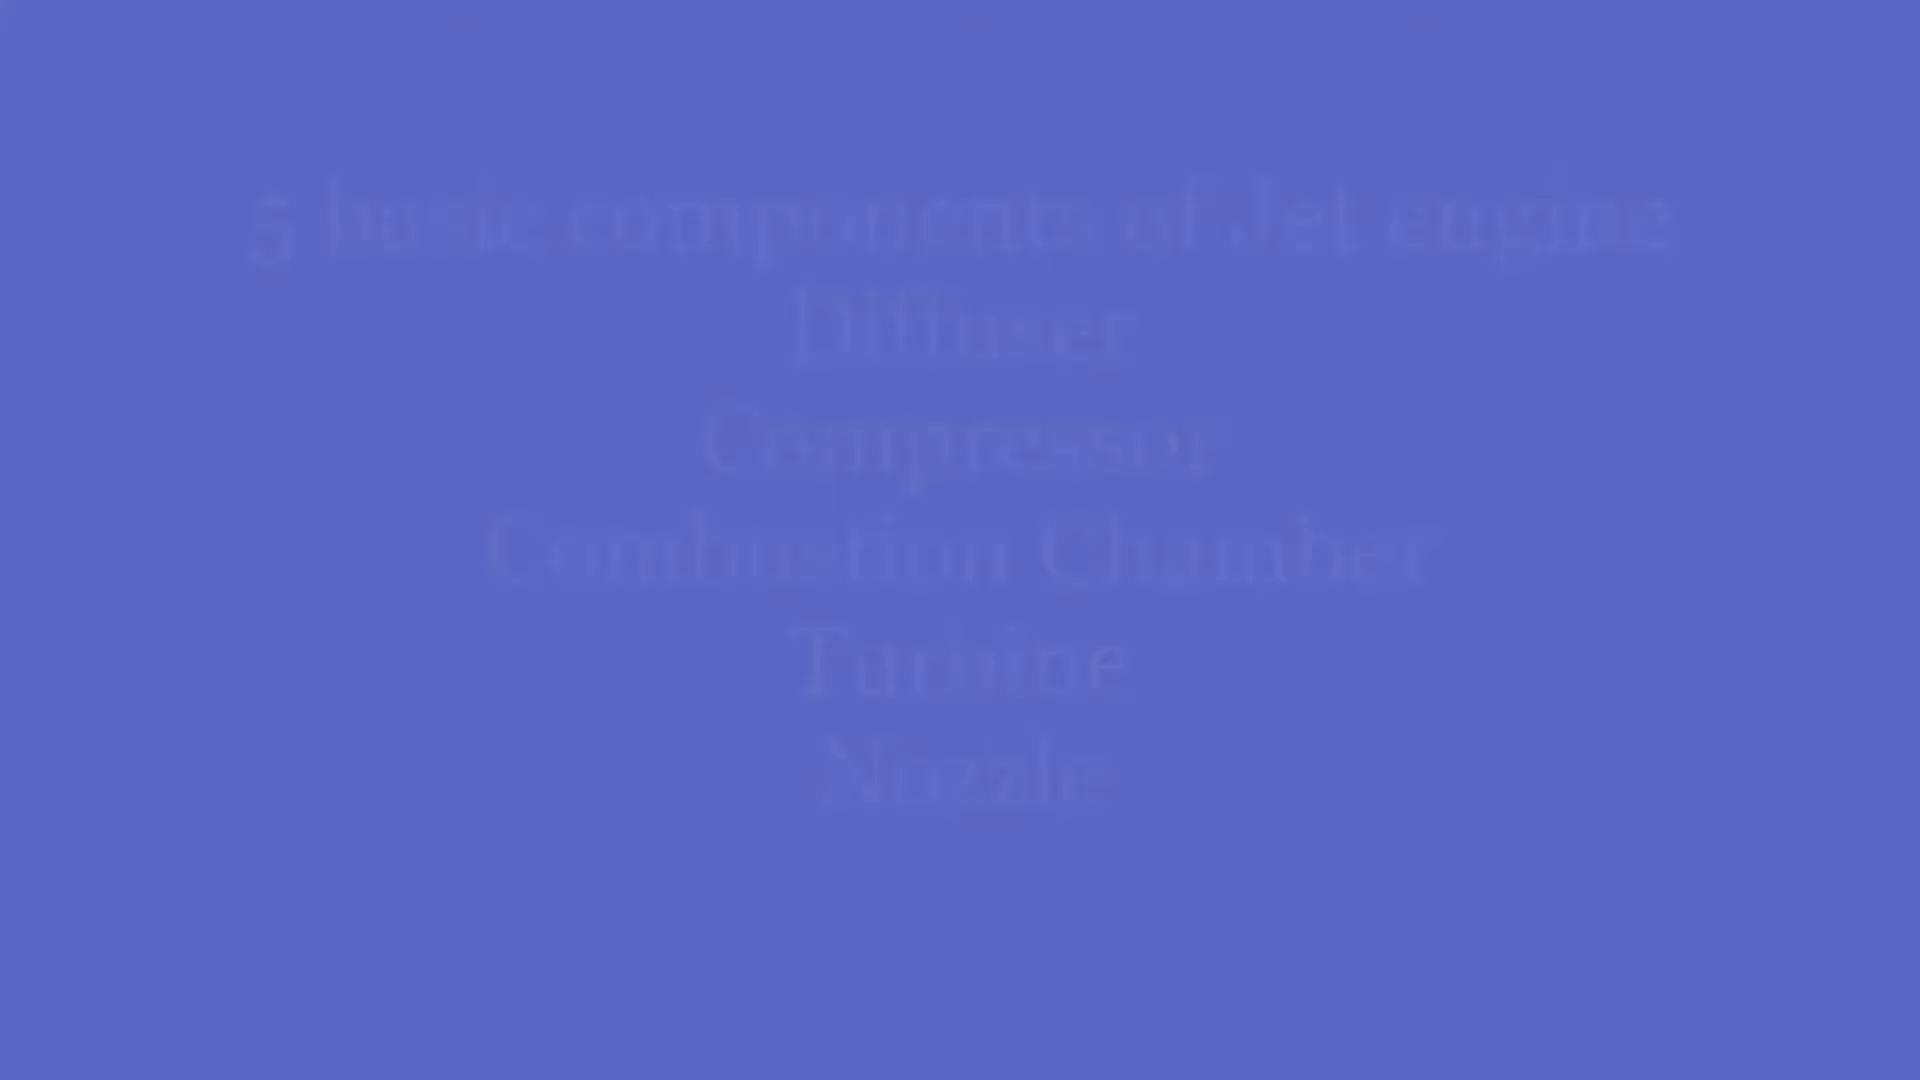 5 basic components of Jet engine
Diffuser
Compressor
Combustion Chamber
Turbine
Nozzle